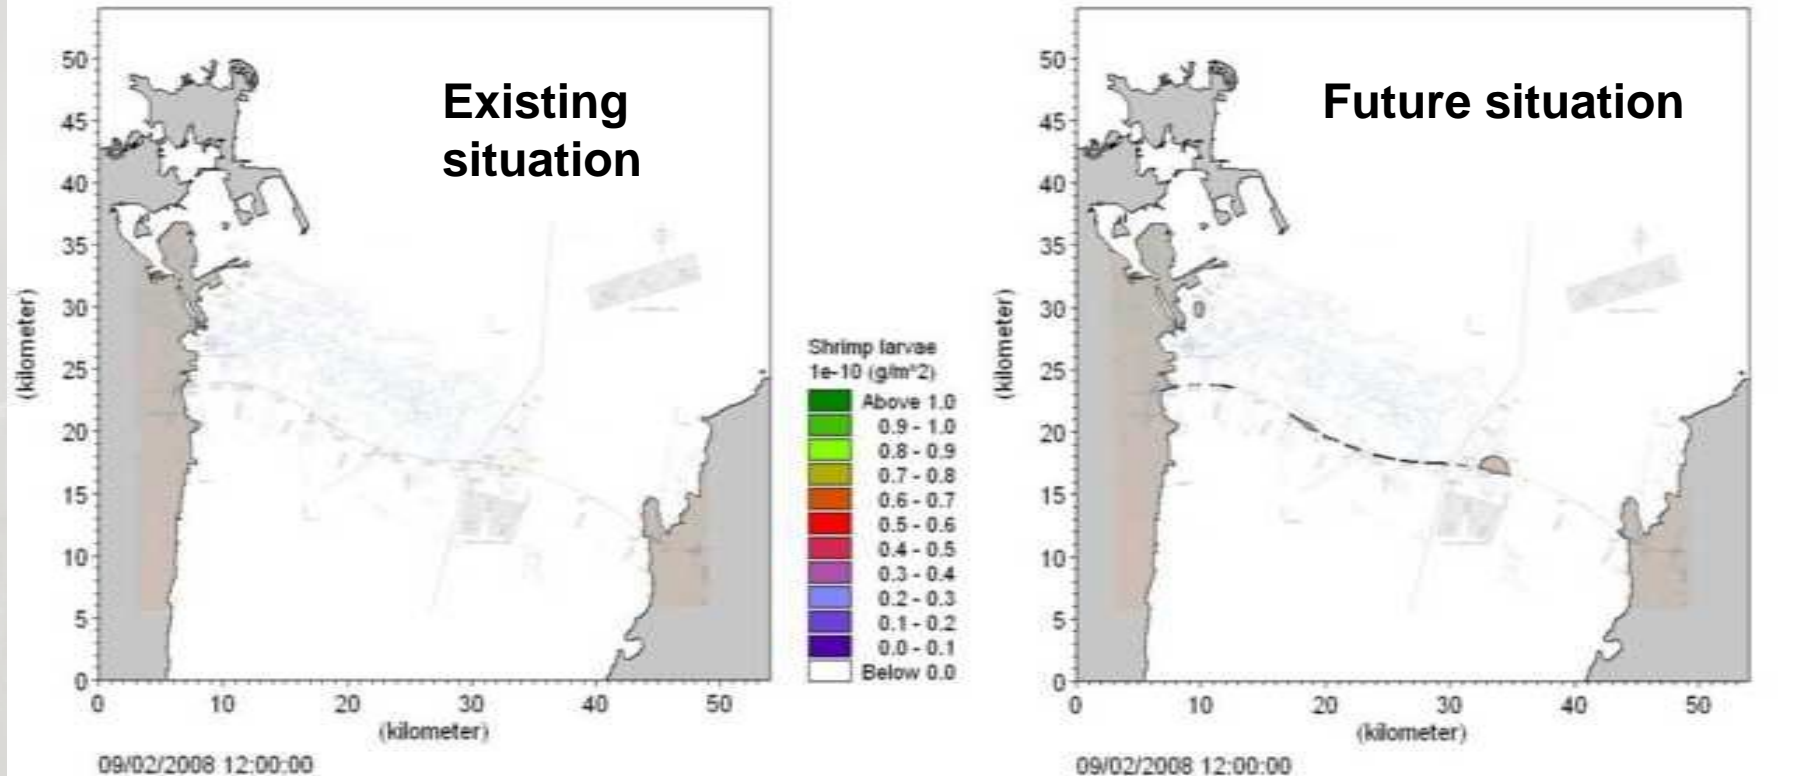 Existing
situation
50
45
40
35
30
25
20
15
10
5
0
(kilometer)
0 10 20 30 40 50
(kilometer)
09/02/2008 12:00:00
Shrimp larvae
1e-10 (g/m^2)
Above 1.0
0.9 - 1.0
0.8 - 0.9
0.7 - 0.8
0.6 - 0.7
0.5 - 0.6
0.4 - 0.5
0.3 - 0.4
0.2 - 0.3
0.1 - 0.2
0.0 - 0.1
Below 0.0
Future situation
50
45
40
35
30
25
20
15
10
5
0
(kilometer)
0 10 20 30 40 50
(kilometer)
09/02/2008 12:00:00